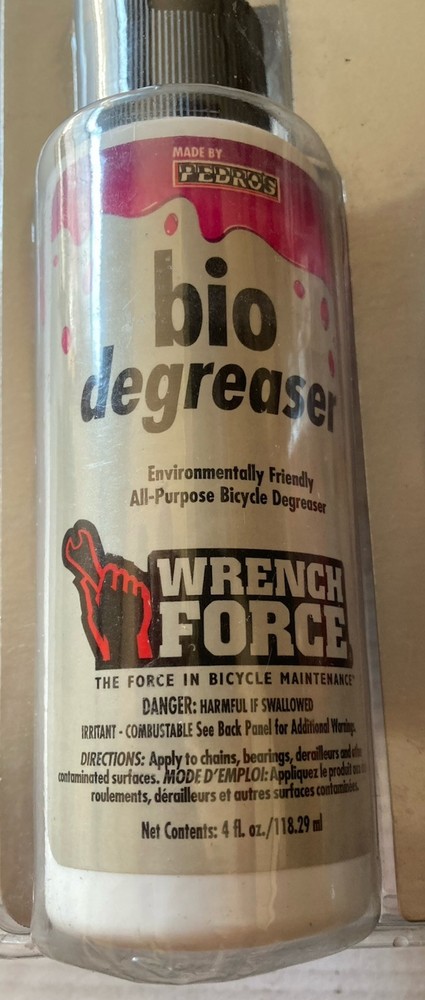 MADE BY
PEDRO'S
bio
degreaser
Environmentally Friendly
All-Purpose Bicycle Degreaser
WRENCH
FORCE
THE FORCE IN BICYCLE MAINTENANCE
DANGER: HARMFUL IF SWALLOWED
IRRITANT - COMBUSTABLE See Back Panel for Additional Warnings.
DIRECTIONS: Apply to chains, bearings, derailleurs and other
contaminated surfaces. MODE D'EMPLOI: Appliquez le produit
roulements, dérailleurs et autres surfaces contaminées.
Net Contents: 4 fl. oz./118.29 ml